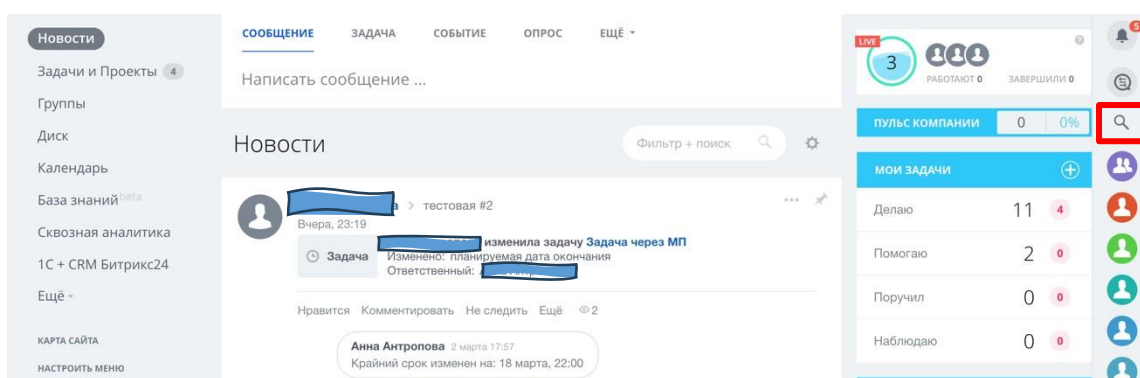 Новости
Задачи и Проекты 4
Группы
Диск
Календарь
База знаний beta
Сквозная аналитика
1С + CRM Битрикс24
Ещё
КАРТА САЙТА
НАСТРОИТЬ МЕНЮ
СООБЩЕНИЕ ЗАДАЧА СОБЫТИЕ ОПРОС ЕЩЁ
Написать сообщение ...
Новости
Фильтр + поиск
а > тестовая #2
Вчера, 23:19
Задача
изменила задачу Задача через МП
Изменено: планируемая дата окончания
Ответственный:
Нравится Комментировать Не следить Ещё 2
Анна Антропова 2 марта 17:57
Крайний срок изменен на: 18 марта, 22:00
LIVE
3
РАБОТАЮТ 0 ЗАВЕРШИЛИ 0
ПУЛЬС КОМПАНИИ 0 0%
МОИ ЗАДАЧИ
Делаю 11 4
Помогаю 2 0
Поручил 0 0
Наблюдаю 0 0
5